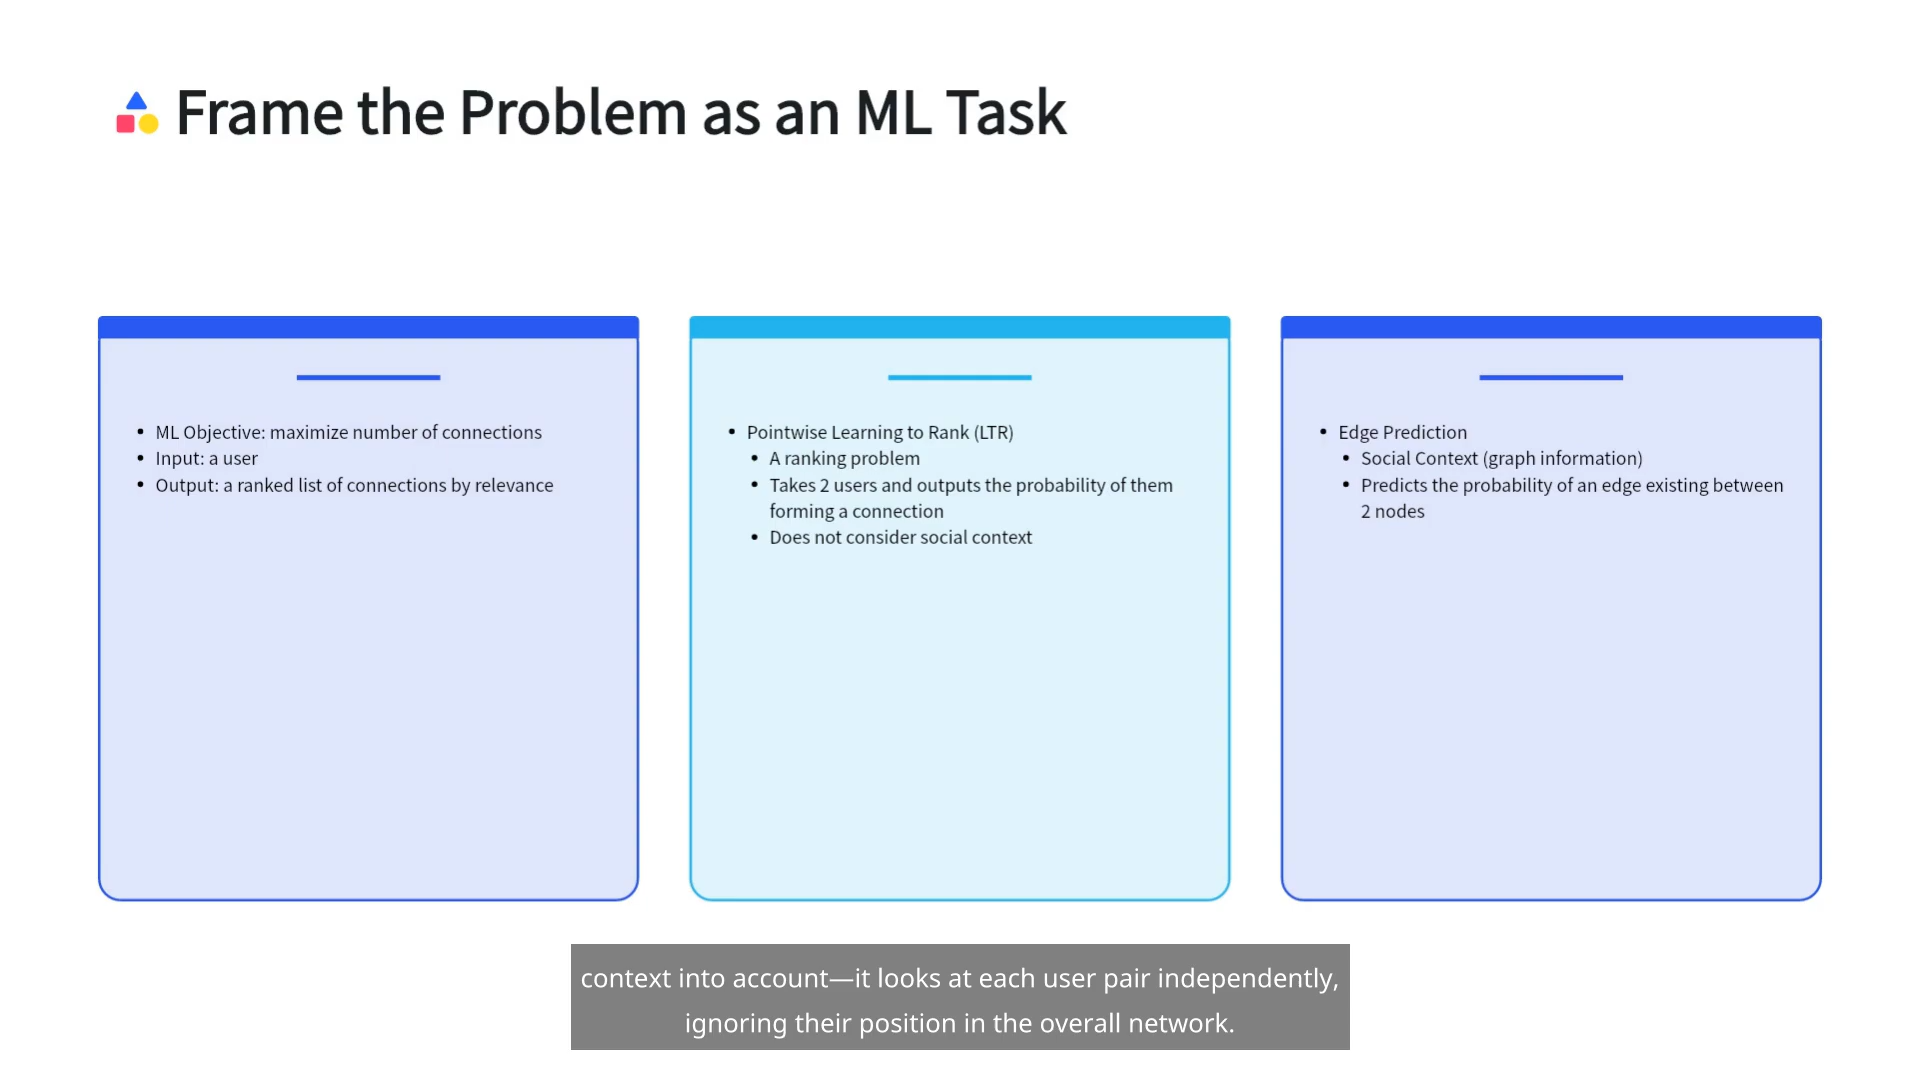 Frame the Problem as an ML Task
ML Objective: maximize number of connections
Input: a user
Output: a ranked list of connections by relevance
Pointwise Learning to Rank (LTR)
A ranking problem
Takes 2 users and outputs the probability of them
forming a connection
Does not consider social context
Edge Prediction
Social Context (graph information)
Predicts the probability of an edge existing between
2 nodes
context into account—it looks at each user pair independently,
ignoring their position in the overall network.